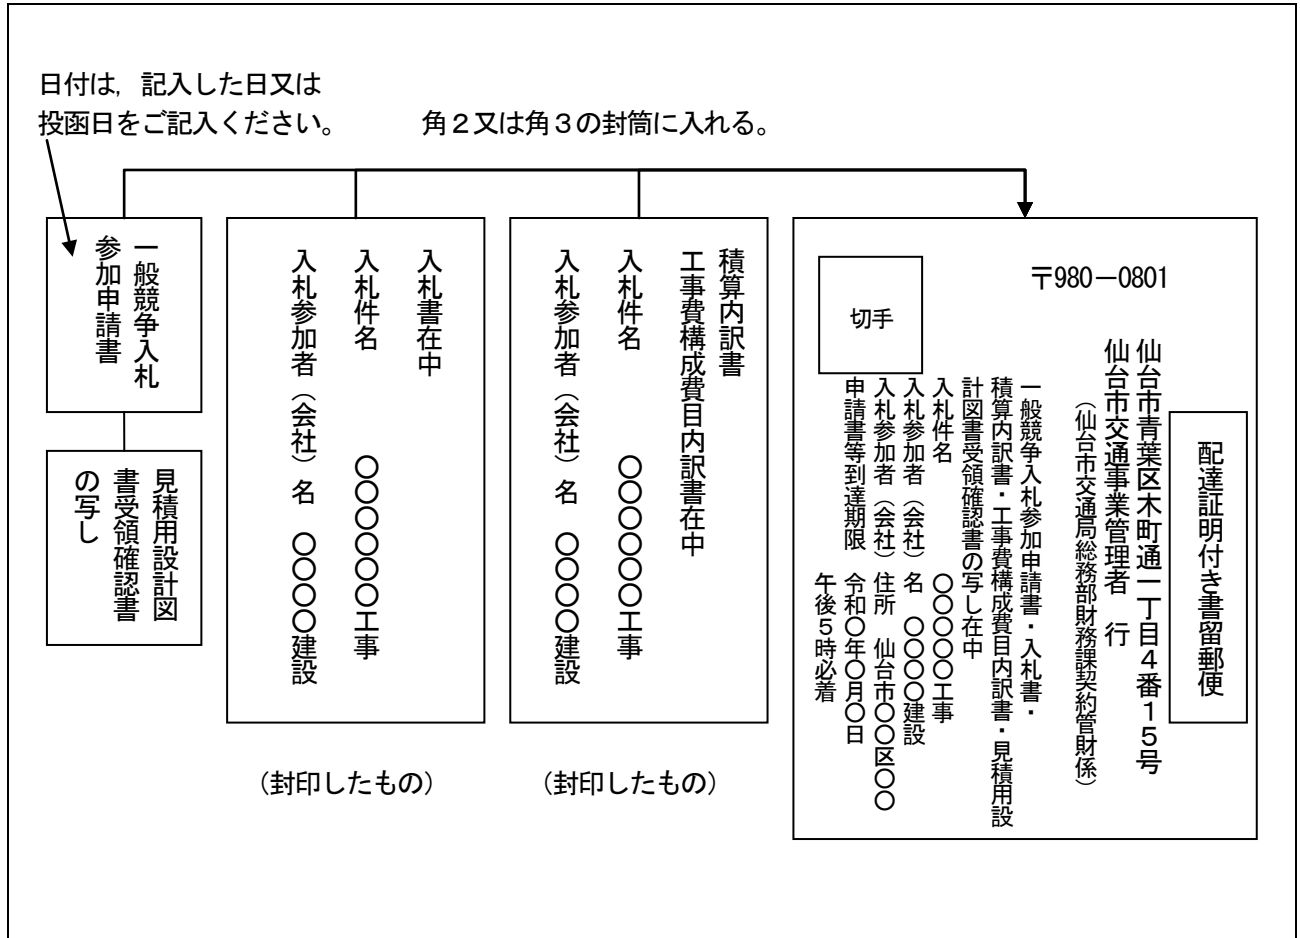 日付は，記入した日又は
投函日をご記入ください。
角２又は角３の封筒に入れる。
一般競争入札
参加申請書
見積用設計図
書受領確認書
の写し
入札書在中
入札件名　〇〇〇〇〇〇工事
入札参加者（会社）名　〇〇〇〇建設
（封印したもの）
積算内訳書
工事費構成費目内訳書在中
入札件名　〇〇〇〇〇〇工事
入札参加者（会社）名　〇〇〇〇建設
（封印したもの）
切手
〒980－0801
配達証明付き書留郵便
仙台市青葉区木町通一丁目４番１５号
仙台市交通事業管理者　行
（仙台市交通局総務部財務課契約管財係）
一般競争入札参加申請書・入札書・
積算内訳書・工事費構成費目内訳書・見積用設
計図書受領確認書の写し在中
入札件名　〇〇〇〇〇工事
入札参加者（会社）名　〇〇〇〇建設
入札参加者（会社）住所　仙台市〇〇区〇〇
申請書等到達期限　令和〇年〇月〇日
午後５時必着